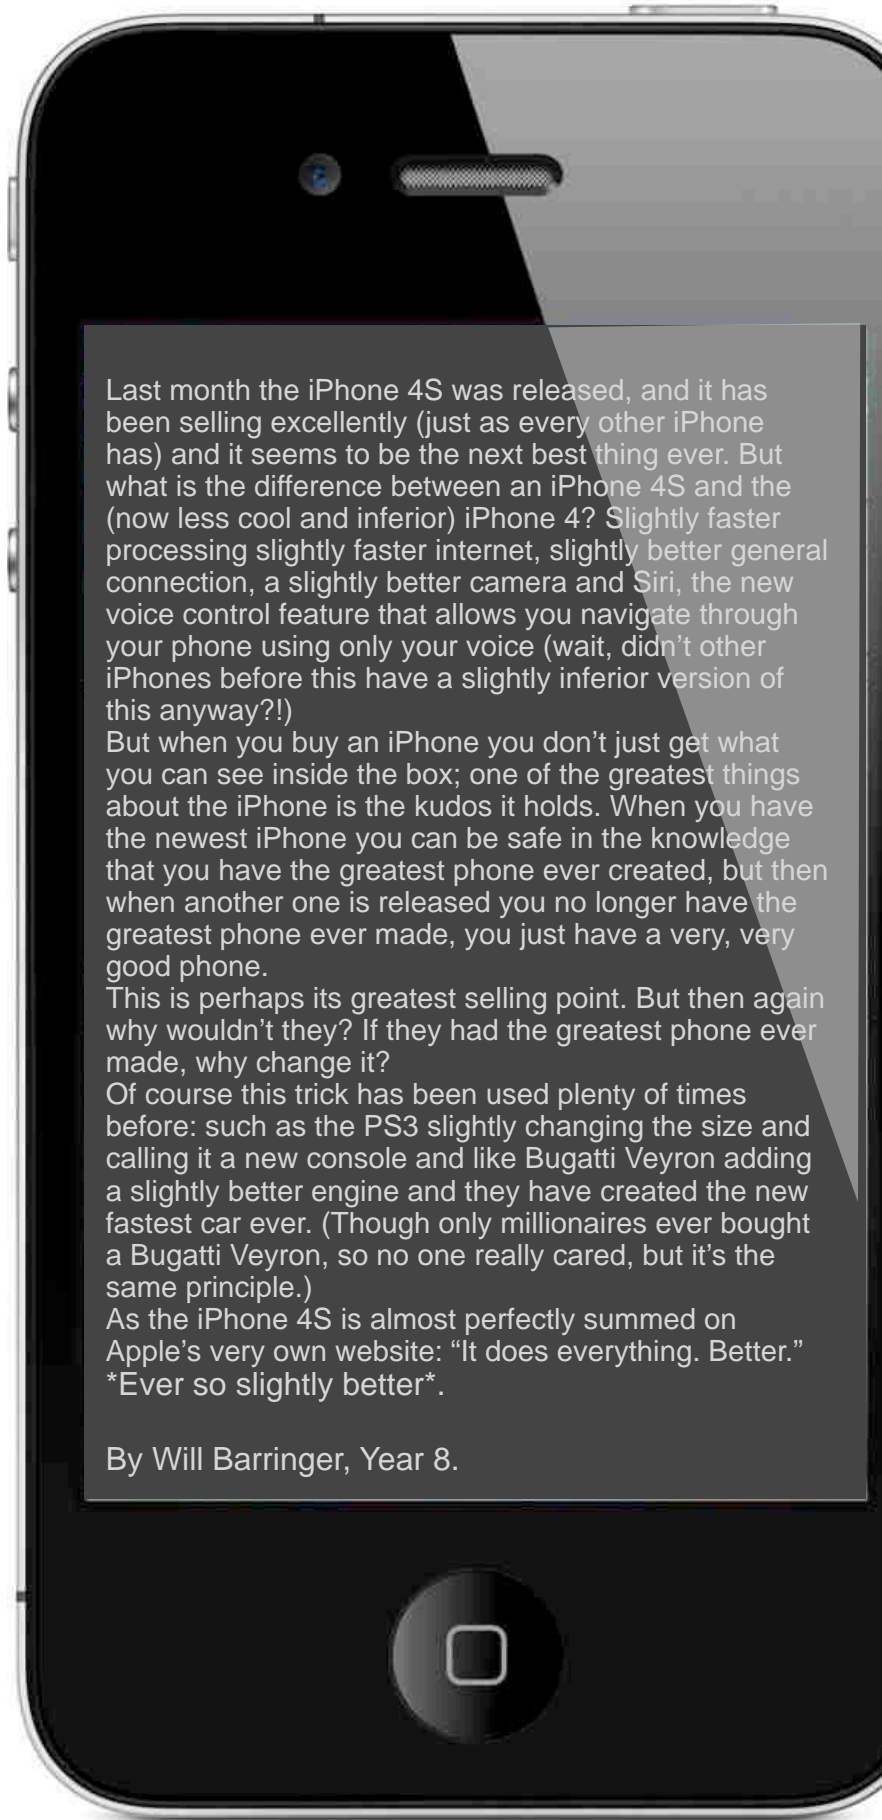 Last month the iPhone 4S was released, and it has
been selling excellently (just as every other iPhone
has) and it seems to be the next best thing ever. But
what is the difference between an iPhone 4S and the
(now less cool and inferior) iPhone 4? Slightly faster
processing slightly faster internet, slightly better general
connection, a slightly better camera and Siri, the new
voice control feature that allows you navigate through
your phone using only your voice (wait, didn’t other
iPhones before this have a slightly inferior version of
this anyway?!)
But when you buy an iPhone you don’t just get what
you can see inside the box; one of the greatest things
about the iPhone is the kudos it holds. When you have
the newest iPhone you can be safe in the knowledge
that you have the greatest phone ever created, but then
when another one is released you no longer have the
greatest phone ever made, you just have a very, very
good phone.
This is perhaps its greatest selling point. But then again
why wouldn’t they? If they had the greatest phone ever
made, why change it?
Of course this trick has been used plenty of times
before: such as the PS3 slightly changing the size and
calling it a new console and like Bugatti Veyron adding
a slightly better engine and they have created the new
fastest car ever. (Though only millionaires ever bought
a Bugatti Veyron, so no one really cared, but it’s the
same principle.)
As the iPhone 4S is almost perfectly summed on
Apple’s very own website: “It does everything. Better.”
*Ever so slightly better*.
By Will Barringer, Year 8.